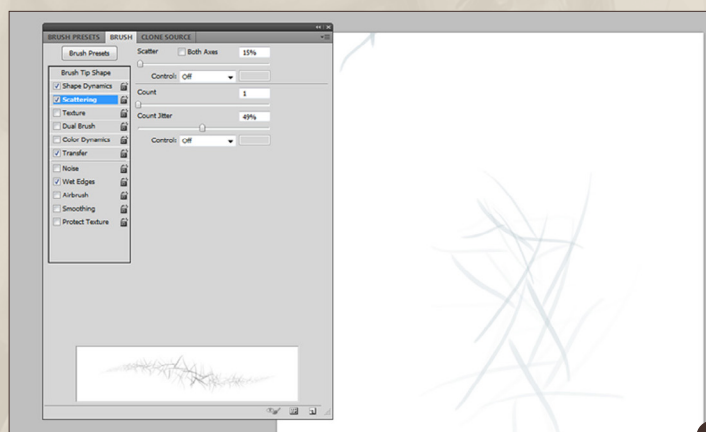 BRUSH PRESETS BRUSH CLONE SOURCE
Brush Presets
Scatter Both Axes 15%
Brush Tip Shape
Control: Off
Shape Dynamics
Count 1
Scattering
Texture
Count Jitter 49%
Dual Brush
Color Dynamics
Control: Off
Transfer
Noise
Wet Edges
Airbrush
Smoothing
Protect Texture